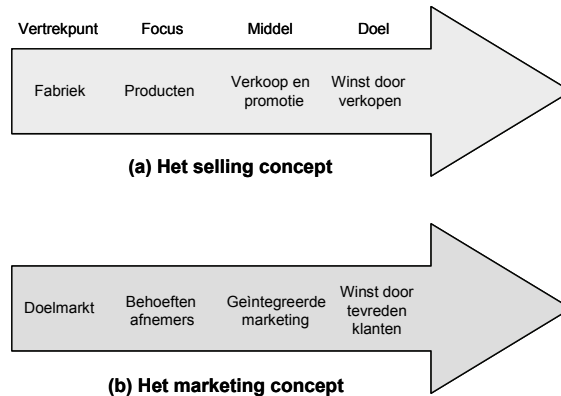 Vertrekpunt Focus Middel Doel
Fabriek Producten Verkoop en promotie Winst door verkopen
(a) Het selling concept
Doelmarkt Behoeften afnemers Geïntegreerde marketing Winst door tevreden klanten
(b) Het marketing concept